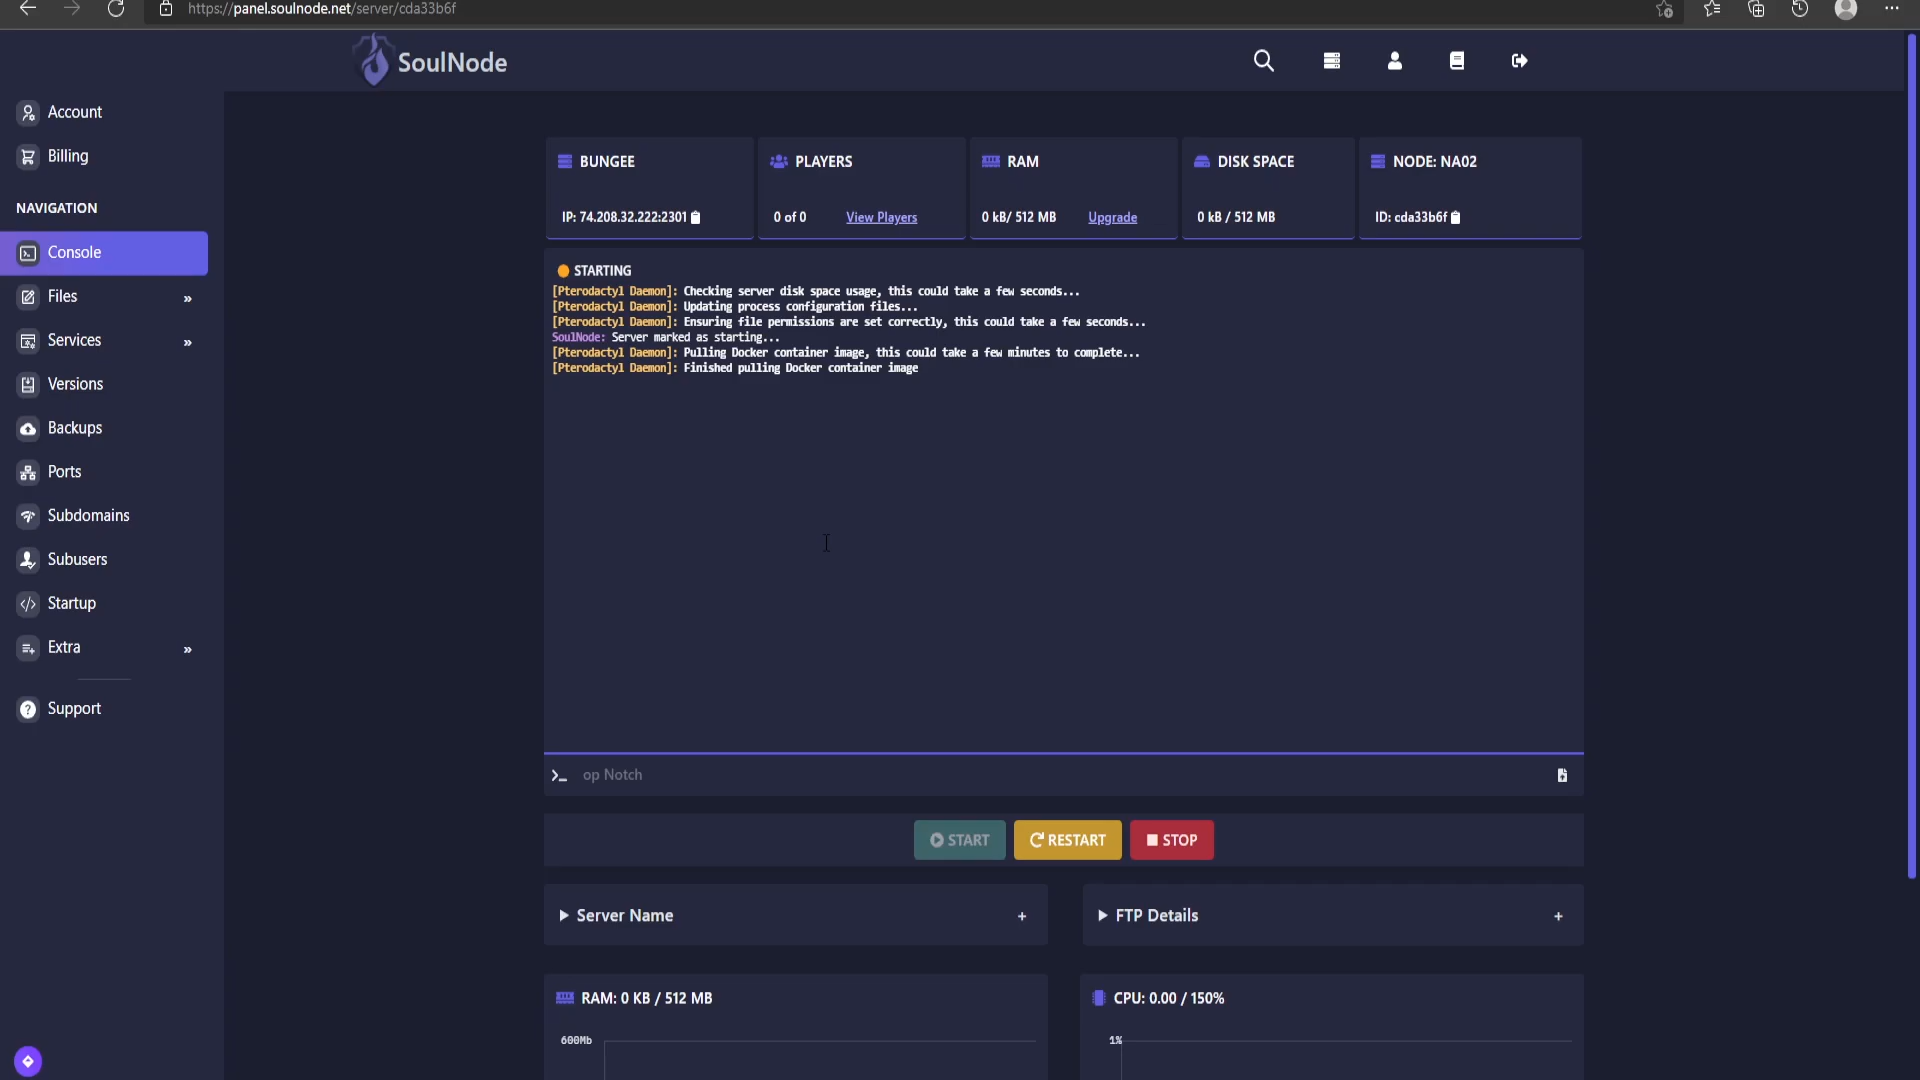 https://panel.soulnode.net/server/cda33b6f
SoulNode
Account
Billing
NAVIGATION
Console
Files »
Services »
Versions
Backups
Ports
Subdomains
Subusers
Startup
Extra »
Support
BUNGEE
IP: 74.208.32.222:2301
PLAYERS
0 of 0 View Players
RAM
0 kB/ 512 MB Upgrade
DISK SPACE
0 kB / 512 MB
NODE: NA02
ID: cda33b6f
STARTING
[Pterodactyl Daemon]: Checking server disk space usage, this could take a few seconds...
[Pterodactyl Daemon]: Updating process configuration files...
[Pterodactyl Daemon]: Ensuring file permissions are set correctly, this could take a few seconds...
SoulNode: Server marked as starting...
[Pterodactyl Daemon]: Pulling Docker container image, this could take a few minutes to complete...
[Pterodactyl Daemon]: Finished pulling Docker container image
op Notch
START RESTART STOP
Server Name +
FTP Details +
RAM: 0 KB / 512 MB
600Mb
CPU: 0.00 / 150%
1%